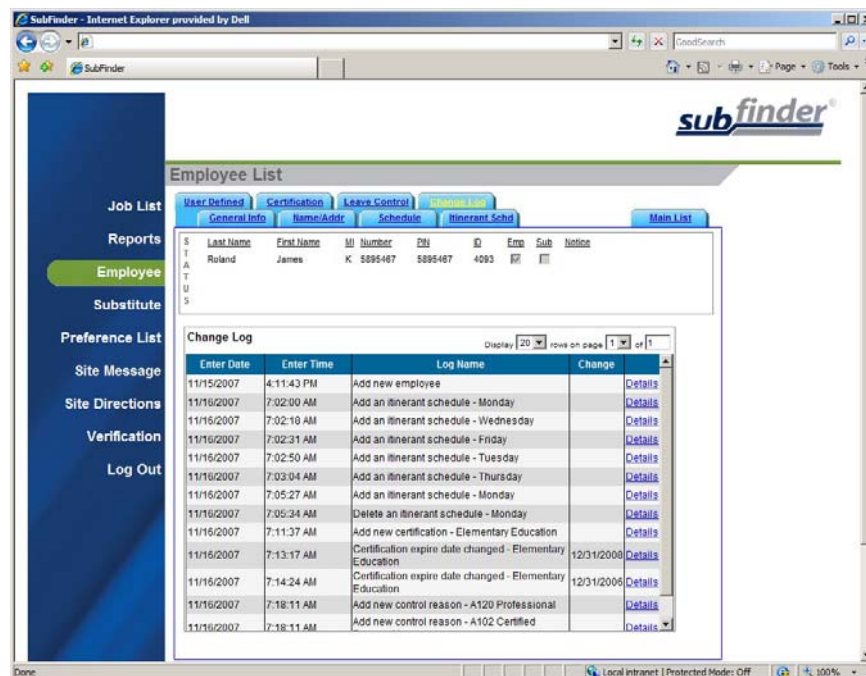 SubFinder - Internet Explorer provided by Dell
GoodSearch
SubFinder
Page Tools
subfinder®
Employee List
User Defined Certification Leave Control Change Log
General Info Name/Addr Schedule Itinerant Schd Main List
Job List
Reports
Employee
Substitute
Preference List
Site Message
Site Directions
Verification
Log Out
STATUS
Last Name First Name MI Number PIN ID Emp Sub Notice
Roland James K 5895467 5895467 4093
Change Log
Display 20 rows on page 1 of 1
Enter Date Enter Time Log Name Change
11/15/2007 4:11:43 PM Add new employee Details
11/16/2007 7:02:00 AM Add an itinerant schedule - Monday Details
11/16/2007 7:02:18 AM Add an itinerant schedule - Wednesday Details
11/16/2007 7:02:31 AM Add an itinerant schedule - Friday Details
11/16/2007 7:02:50 AM Add an itinerant schedule - Tuesday Details
11/16/2007 7:03:04 AM Add an itinerant schedule - Thursday Details
11/16/2007 7:05:27 AM Add an itinerant schedule - Monday Details
11/16/2007 7:05:34 AM Delete an itinerant schedule - Monday Details
11/16/2007 7:11:37 AM Add new certification - Elementary Education Details
11/16/2007 7:13:17 AM Certification expire date changed - Elementary Education 12/31/2008 Details
11/16/2007 7:14:24 AM Certification expire date changed - Elementary Education 12/31/2006 Details
11/16/2007 7:18:11 AM Add new control reason - A120 Professional Details
11/16/2007 7:18:11 AM Add new control reason - A102 Certified Details
Done
Local intranet | Protected Mode: Off 100%